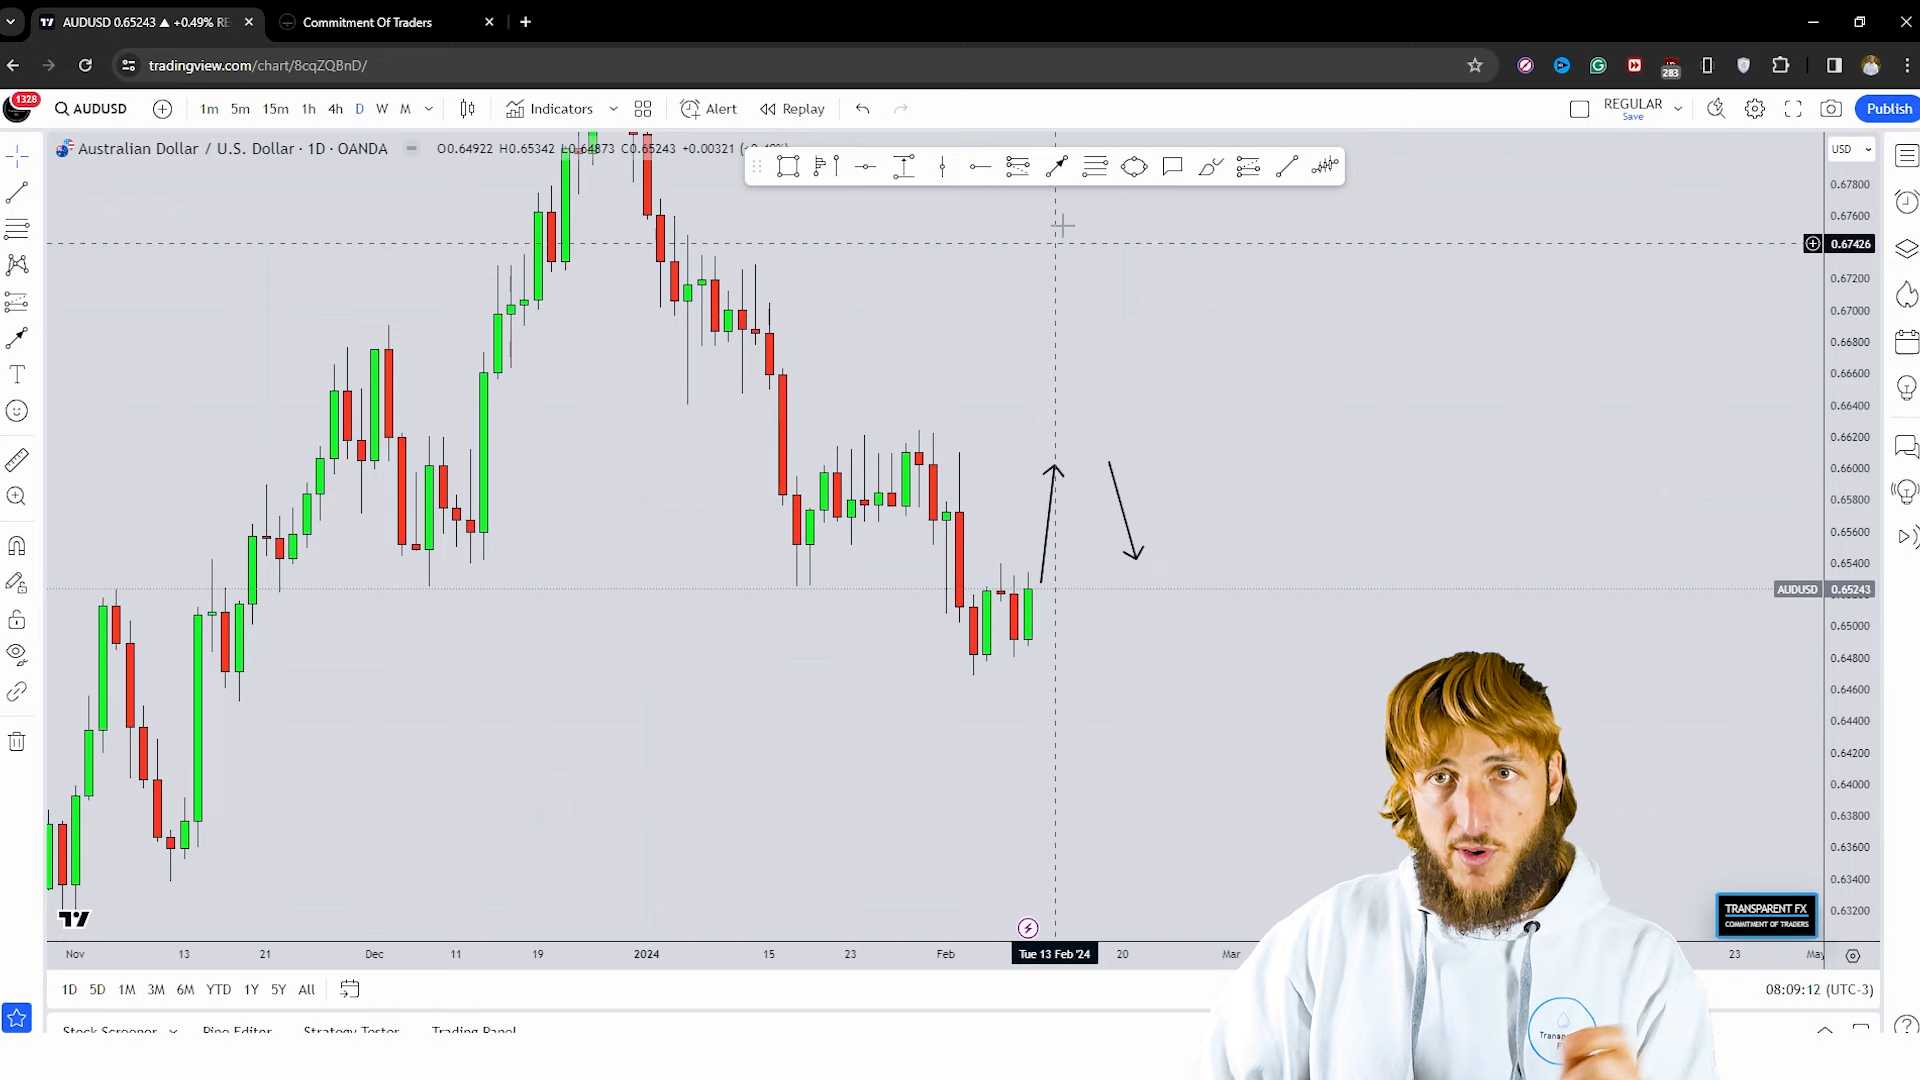 AUDUSD 0.65243 ▲ +0.49% RE
Commitment Of Traders
tradingview.com/chart/8cqZQBnD/
283
1328
AUDUSD
1m 5m 15m 1h 4h D W M
Indicators
Alert
Replay
REGULAR
Save
Publish
Australian Dollar / U.S. Dollar · 1D · OANDA
O0.64922 H0.65342 L0.64873 C0.65243 +0.00321
USD
0.67800
0.67600
0.67426
0.67200
0.67000
0.66800
0.66600
0.66400
0.66200
0.66000
0.65800
0.65600
0.65400
AUDUSD 0.65243
0.65000
0.64800
0.64600
0.64400
0.64200
0.64000
0.63800
0.63600
0.63400
0.63200
TRANSPARENT FX
COMMITMENT OF TRADERS
Nov 13 21 Dec 11 19 2024 15 23 Feb Tue 13 Feb '24 20 Mar 23 May
1D 5D 1M 3M 6M YTD 1Y 5Y All
08:09:12 (UTC-3)
Stock Screener Pine Editor Strategy Tester Trading Panel